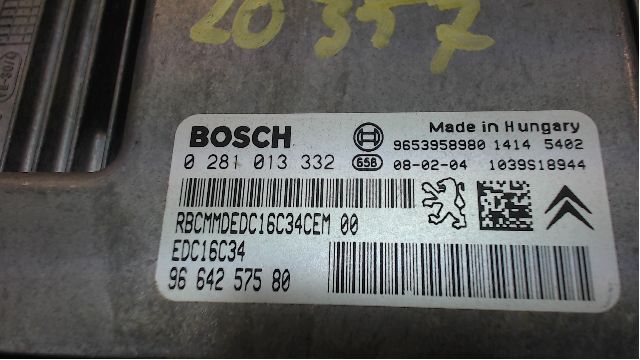 20357
BOSCH
Made in Hungary
9653958980 1414 5402
0 281 013 332 GSB 08-02-04 1039S18944
RBCMMDEDC16C34CEM 00
EDC16C34
96 642 575 80